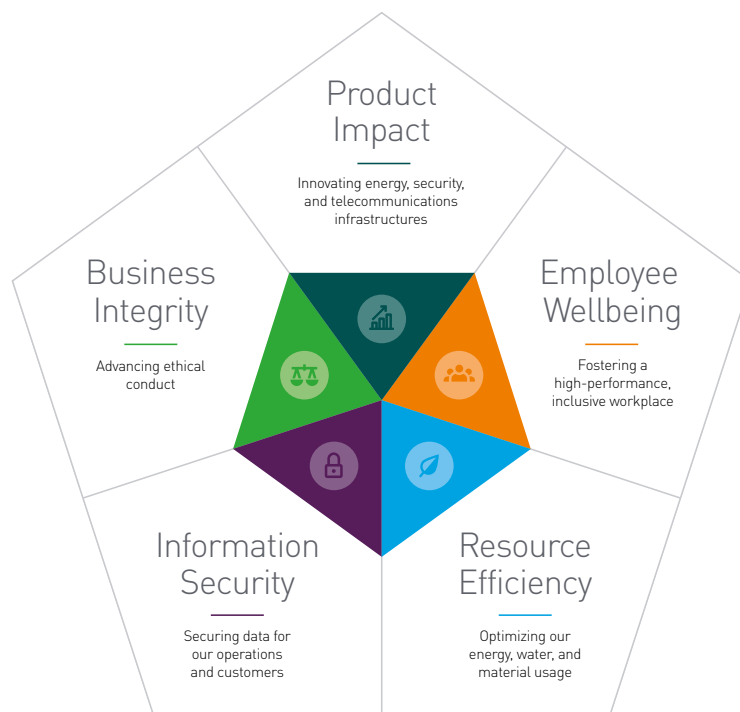 Product
Impact
Innovating energy, security,
and telecommunications
infrastructures
Business
Integrity
Advancing ethical
conduct
Employee
Wellbeing
Fostering a
high-performance,
inclusive workplace
Information
Security
Securing data for
our operations
and customers
Resource
Efficiency
Optimizing our
energy, water, and
material usage